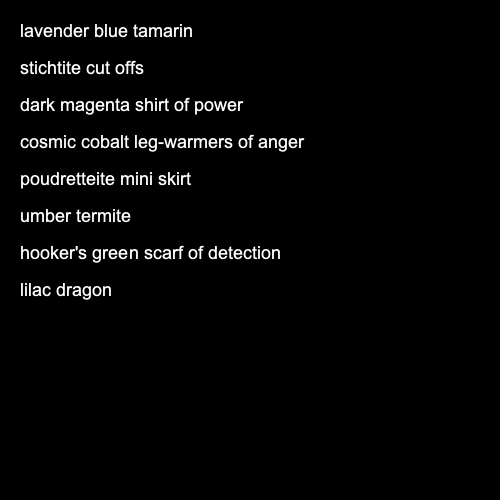 lavender blue tamarin
stichtite cut offs
dark magenta shirt of power
cosmic cobalt leg-warmers of anger
poudretteite mini skirt
umber termite
hooker's green scarf of detection
lilac dragon